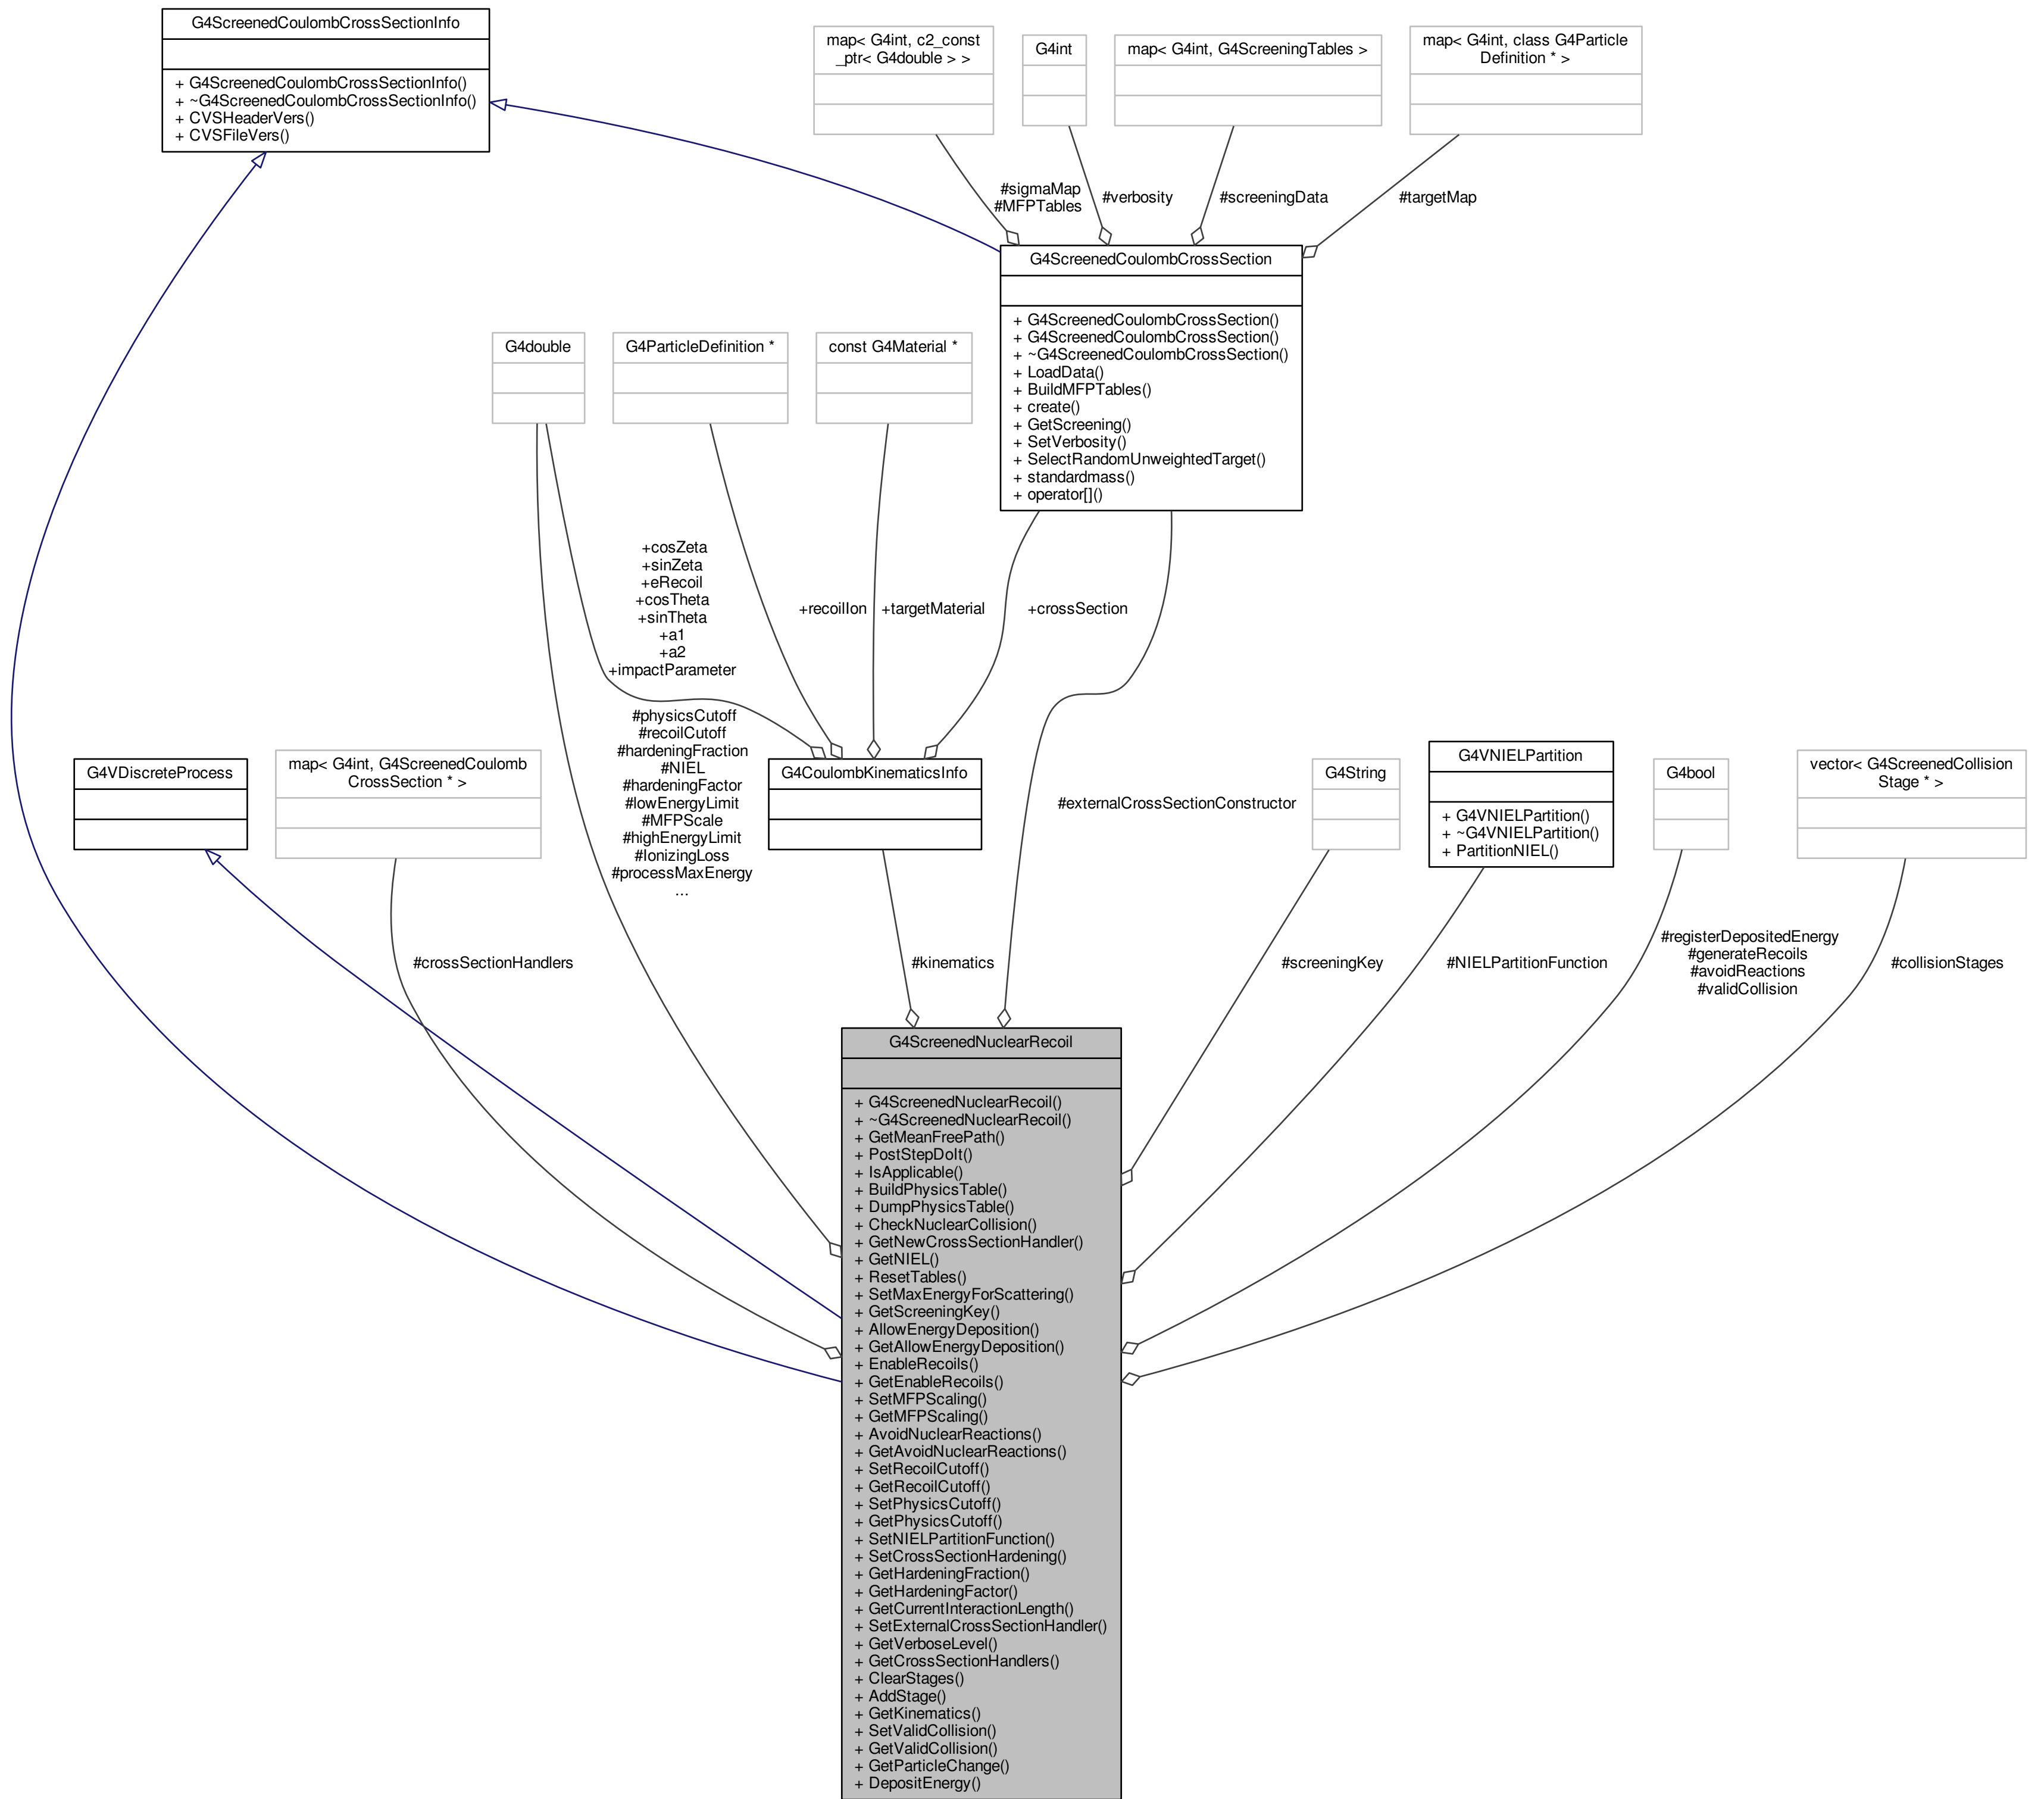 G4ScreenedCoulombCrossSectionInfo
+ G4ScreenedCoulombCrossSectionInfo()
+ ~G4ScreenedCoulombCrossSectionInfo()
+ CVSHeaderVers()
+ CVSFileVers()
map< G4int, c2_const
_ptr< G4double > >
G4int
map< G4int, G4ScreeningTables >
map< G4int, class G4Particle
Definition * >
#sigmaMap
#MFPTables
#verbosity
#screeningData
#targetMap
G4ScreenedCoulombCrossSection
+ G4ScreenedCoulombCrossSection()
+ G4ScreenedCoulombCrossSection()
+ ~G4ScreenedCoulombCrossSection()
+ LoadData()
+ BuildMFPTables()
+ create()
+ GetScreening()
+ SetVerbosity()
+ SelectRandomUnweightedTarget()
+ standardmass()
+ operator[]()
G4double
G4ParticleDefinition *
const G4Material *
+cosZeta
+sinZeta
+eRecoil
+cosTheta
+sinTheta
+a1
+a2
+impactParameter
+recoilIon
+targetMaterial
+crossSection
#physicsCutoff
#recoilCutoff
#hardeningFraction
#NIEL
#hardeningFactor
#lowEnergyLimit
#MFPScale
#highEnergyLimit
#IonizingLoss
#processMaxEnergy
...
G4VDiscreteProcess
map< G4int, G4ScreenedCoulomb
CrossSection * >
G4CoulombKinematicsInfo
#externalCrossSectionConstructor
G4String
G4VNIELPartition
+ G4VNIELPartition()
+ ~G4VNIELPartition()
+ PartitionNIEL()
G4bool
vector< G4ScreenedCollision
Stage * >
#crossSectionHandlers
#kinematics
#screeningKey
#NIELPartitionFunction
#registerDepositedEnergy
#generateRecoils
#avoidReactions
#validCollision
#collisionStages
G4ScreenedNuclearRecoil
+ G4ScreenedNuclearRecoil()
+ ~G4ScreenedNuclearRecoil()
+ GetMeanFreePath()
+ PostStepDoIt()
+ IsApplicable()
+ BuildPhysicsTable()
+ DumpPhysicsTable()
+ CheckNuclearCollision()
+ GetNewCrossSectionHandler()
+ GetNIEL()
+ ResetTables()
+ SetMaxEnergyForScattering()
+ GetScreeningKey()
+ AllowEnergyDeposition()
+ GetAllowEnergyDeposition()
+ EnableRecoils()
+ GetEnableRecoils()
+ SetMFPScaling()
+ GetMFPScaling()
+ AvoidNuclearReactions()
+ GetAvoidNuclearReactions()
+ SetRecoilCutoff()
+ GetRecoilCutoff()
+ SetPhysicsCutoff()
+ GetPhysicsCutoff()
+ SetNIELPartitionFunction()
+ SetCrossSectionHardening()
+ GetHardeningFraction()
+ GetHardeningFactor()
+ GetCurrentInteractionLength()
+ SetExternalCrossSectionHandler()
+ GetVerboseLevel()
+ GetCrossSectionHandlers()
+ ClearStages()
+ AddStage()
+ GetKinematics()
+ SetValidCollision()
+ GetValidCollision()
+ GetParticleChange()
+ DepositEnergy()